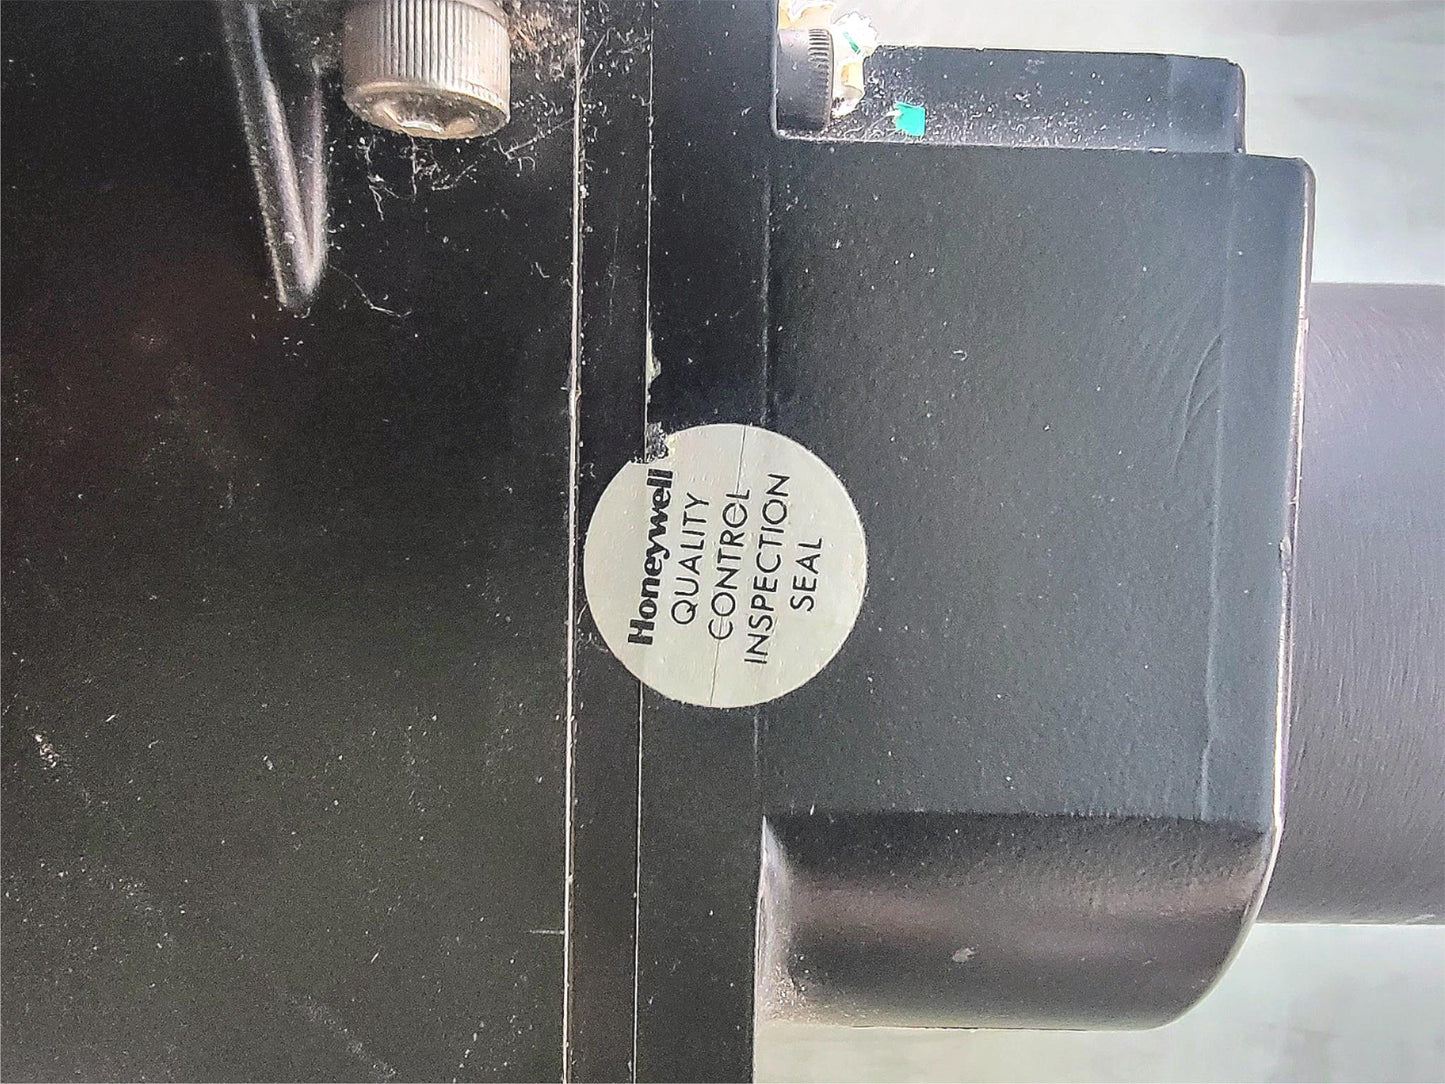 Honeywell
QUALITY
CONTROL
INSPECTION
SEAL